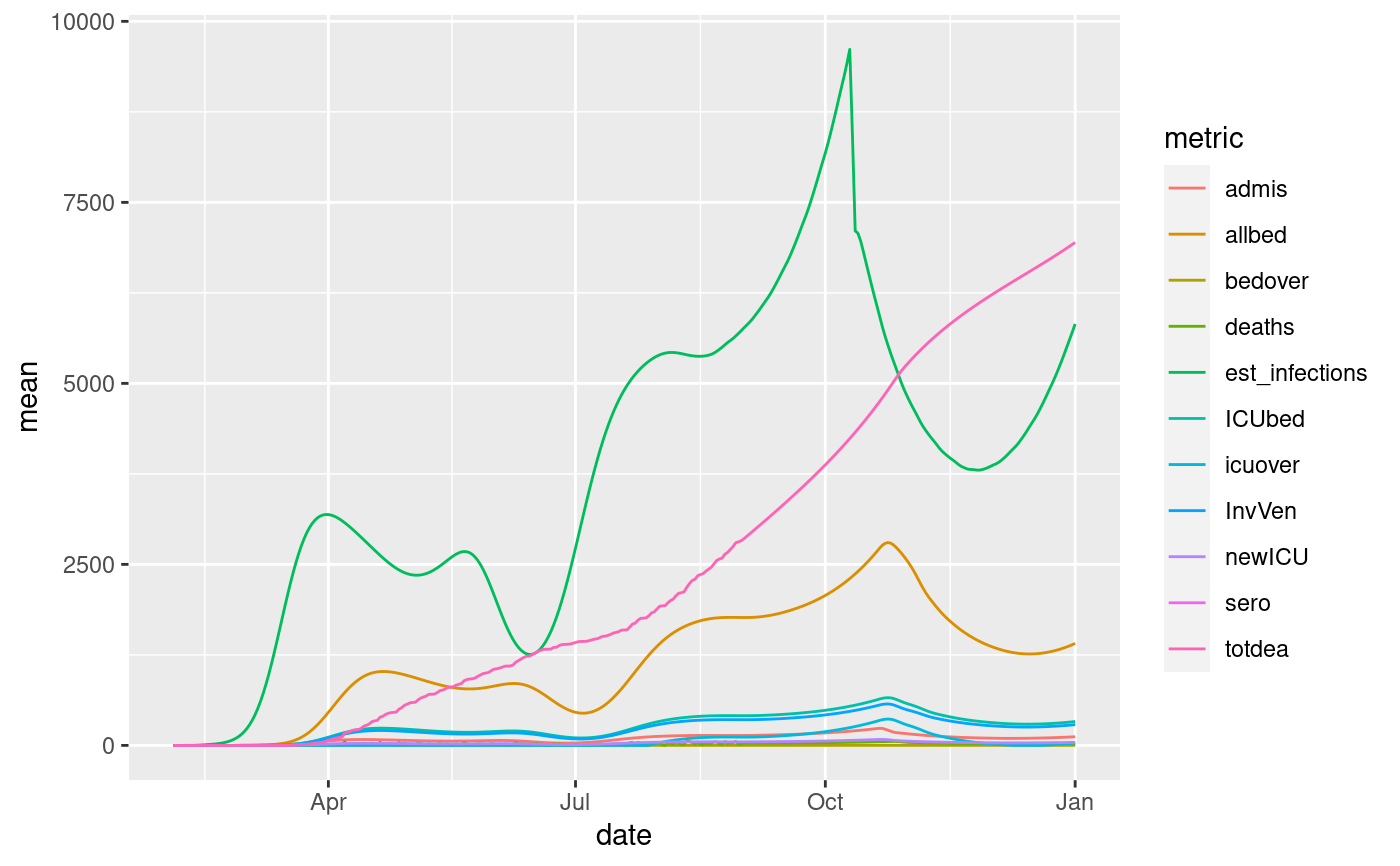 10000
7500
5000
2500
0
mean
Apr
Jul
Oct
Jan
date
metric
admis
allbed
bedover
deaths
est_infections
ICUbed
icuover
InvVen
newICU
sero
totdea